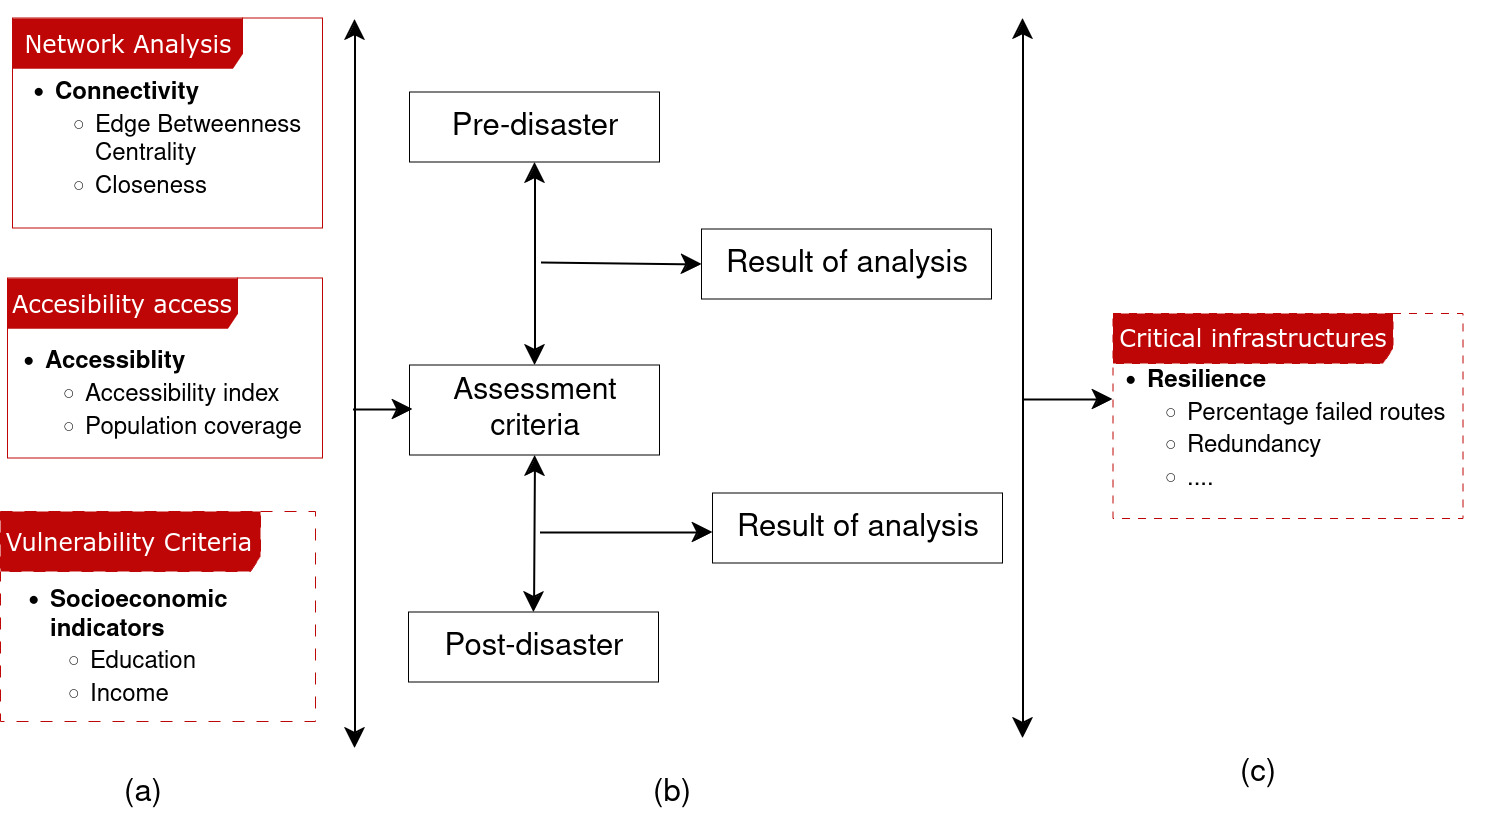 Network Analysis
• Connectivity
○ Edge Betweenness
Centrality
○ Closeness
Accesibility access
• Accessiblity
○ Accessibility index
○ Population coverage
Vulnerability Criteria
• Socioeconomic
indicators
○ Education
○ Income
(a)
Pre-disaster
Result of analysis
Assessment
criteria
Result of analysis
Post-disaster
(b)
Critical infrastructures
• Resilience
○ Percentage failed routes
○ Redundancy
○ ....
(c)